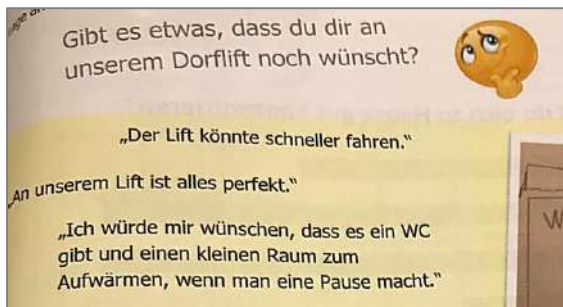 Gibt es etwas, dass du dir an
unserem Dorflift noch wünscht?
„Der Lift könnte schneller fahren."
„An unserem Lift ist alles perfekt."
„Ich würde mir wünschen, dass es ein WC
gibt und einen kleinen Raum zum
Aufwärmen, wenn man eine Pause macht."